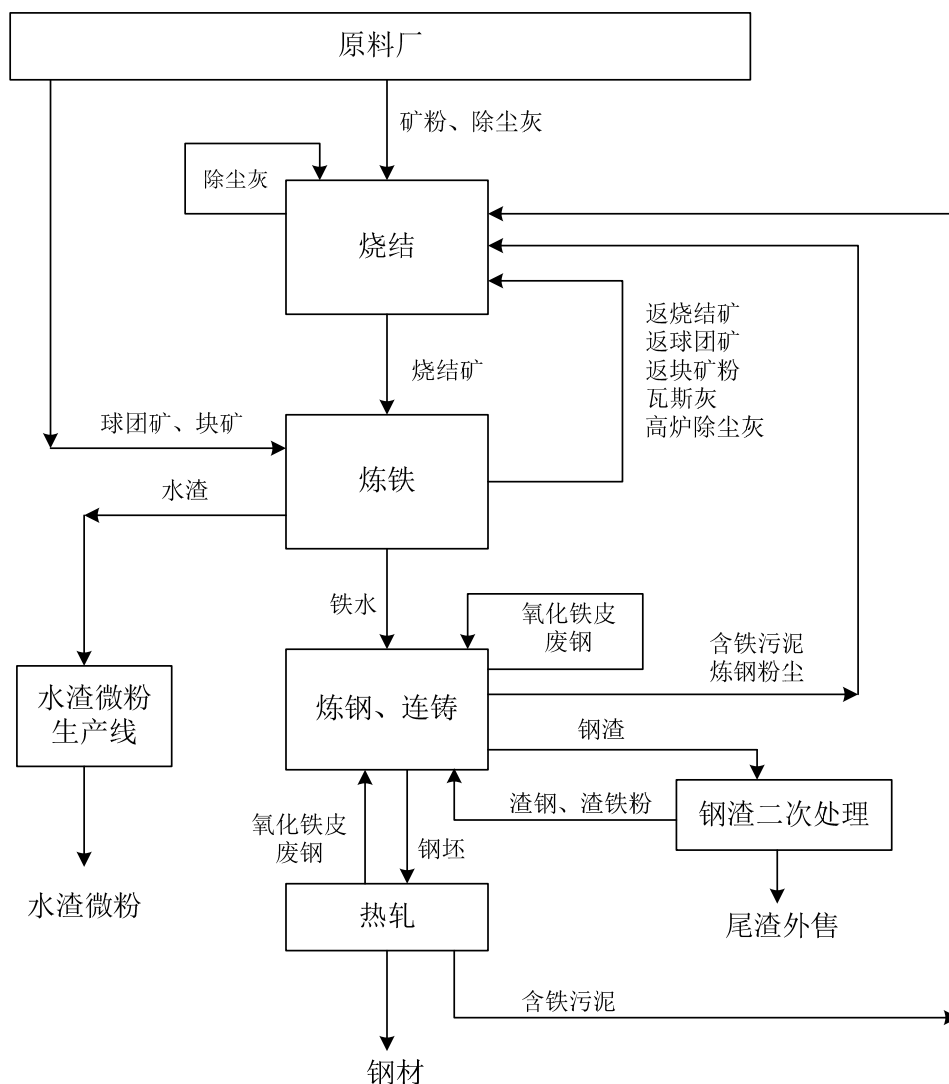 原料厂
矿粉、除尘灰
除尘灰
烧结
返烧结矿
返球团矿
返块矿粉
瓦斯灰
高炉除尘灰
烧结矿
球团矿、块矿
炼铁
水渣
铁水
氧化铁皮
废钢
含铁污泥
炼钢粉尘
水渣微粉
生产线
炼钢、连铸
钢渣
渣钢、渣铁粉
钢渣二次处理
氧化铁皮
废钢
钢坯
水渣微粉
热轧
尾渣外售
含铁污泥
钢材